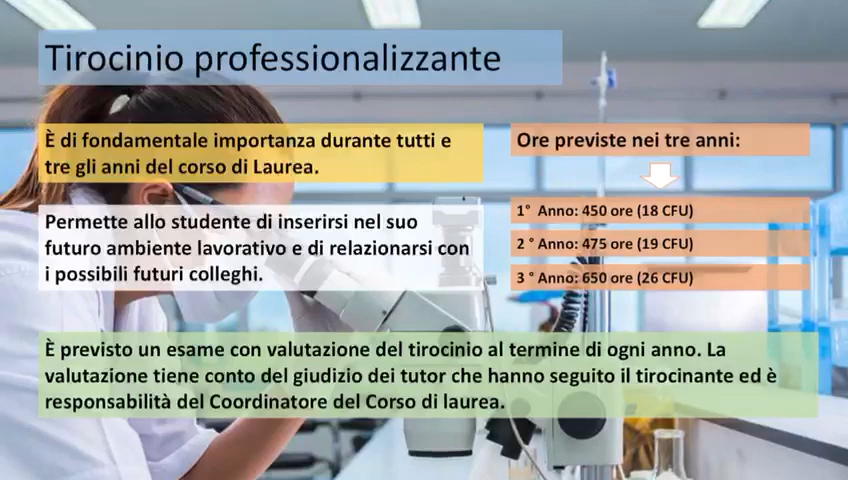 Tirocinio professionalizzante
È di fondamentale importanza durante tutti e
tre gli anni del corso di Laurea.
Permette allo studente di inserirsi nel suo
futuro ambiente lavorativo e di relazionarsi con
i possibili futuri colleghi.
Ore previste nei tre anni:
1° Anno: 450 ore (18 CFU)
2 ° Anno: 475 ore (19 CFU)
3 ° Anno: 650 ore (26 CFU)
È previsto un esame con valutazione del tirocinio al termine di ogni anno. La
valutazione tiene conto del giudizio dei tutor che hanno seguito il tirocinante ed è
responsabilità del Coordinatore del Corso di laurea.